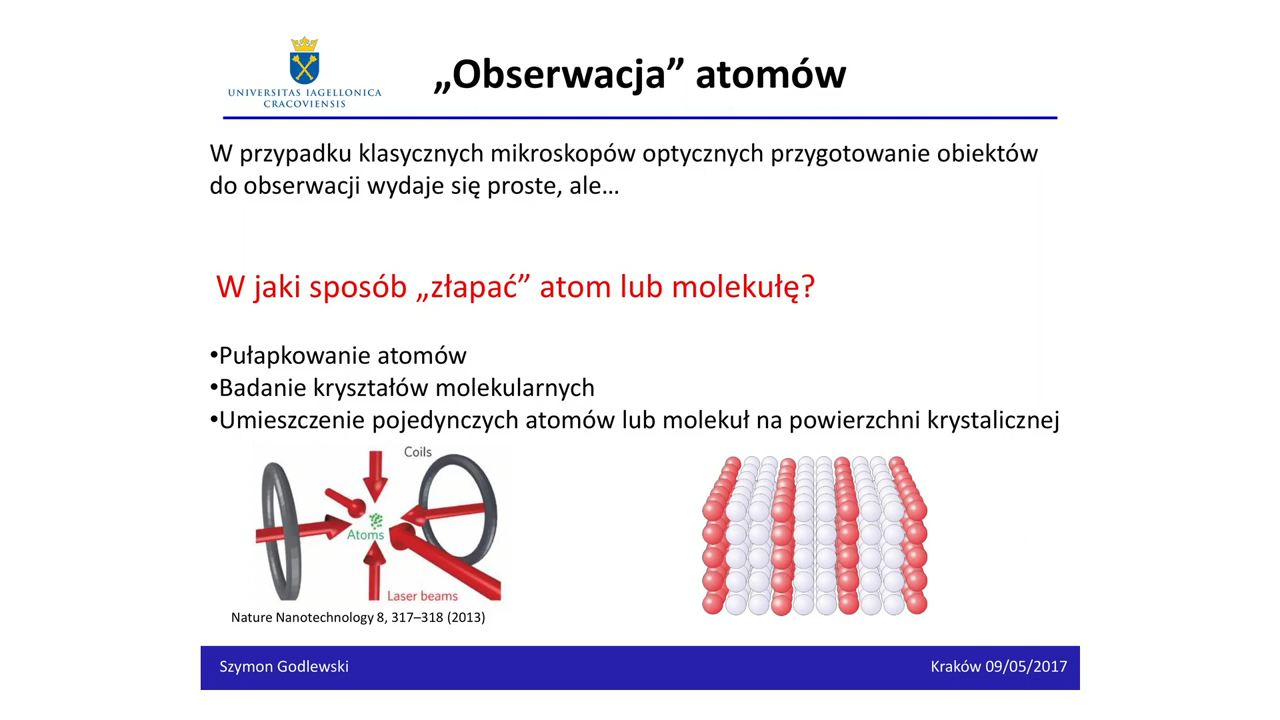 UNIVERSITAS IAGELLONICA
CRACOVIENSIS
„Obserwacja” atomów
W przypadku klasycznych mikroskopów optycznych przygotowanie obiektów
do obserwacji wydaje się proste, ale…
W jaki sposób „złapać” atom lub molekułę?
•Pułapkowanie atomów
•Badanie kryształów molekularnych
•Umieszczenie pojedynczych atomów lub molekuł na powierzchni krystalicznej
Coils
Atoms
Laser beams
Nature Nanotechnology 8, 317–318 (2013)
Szymon Godlewski
Kraków 09/05/2017